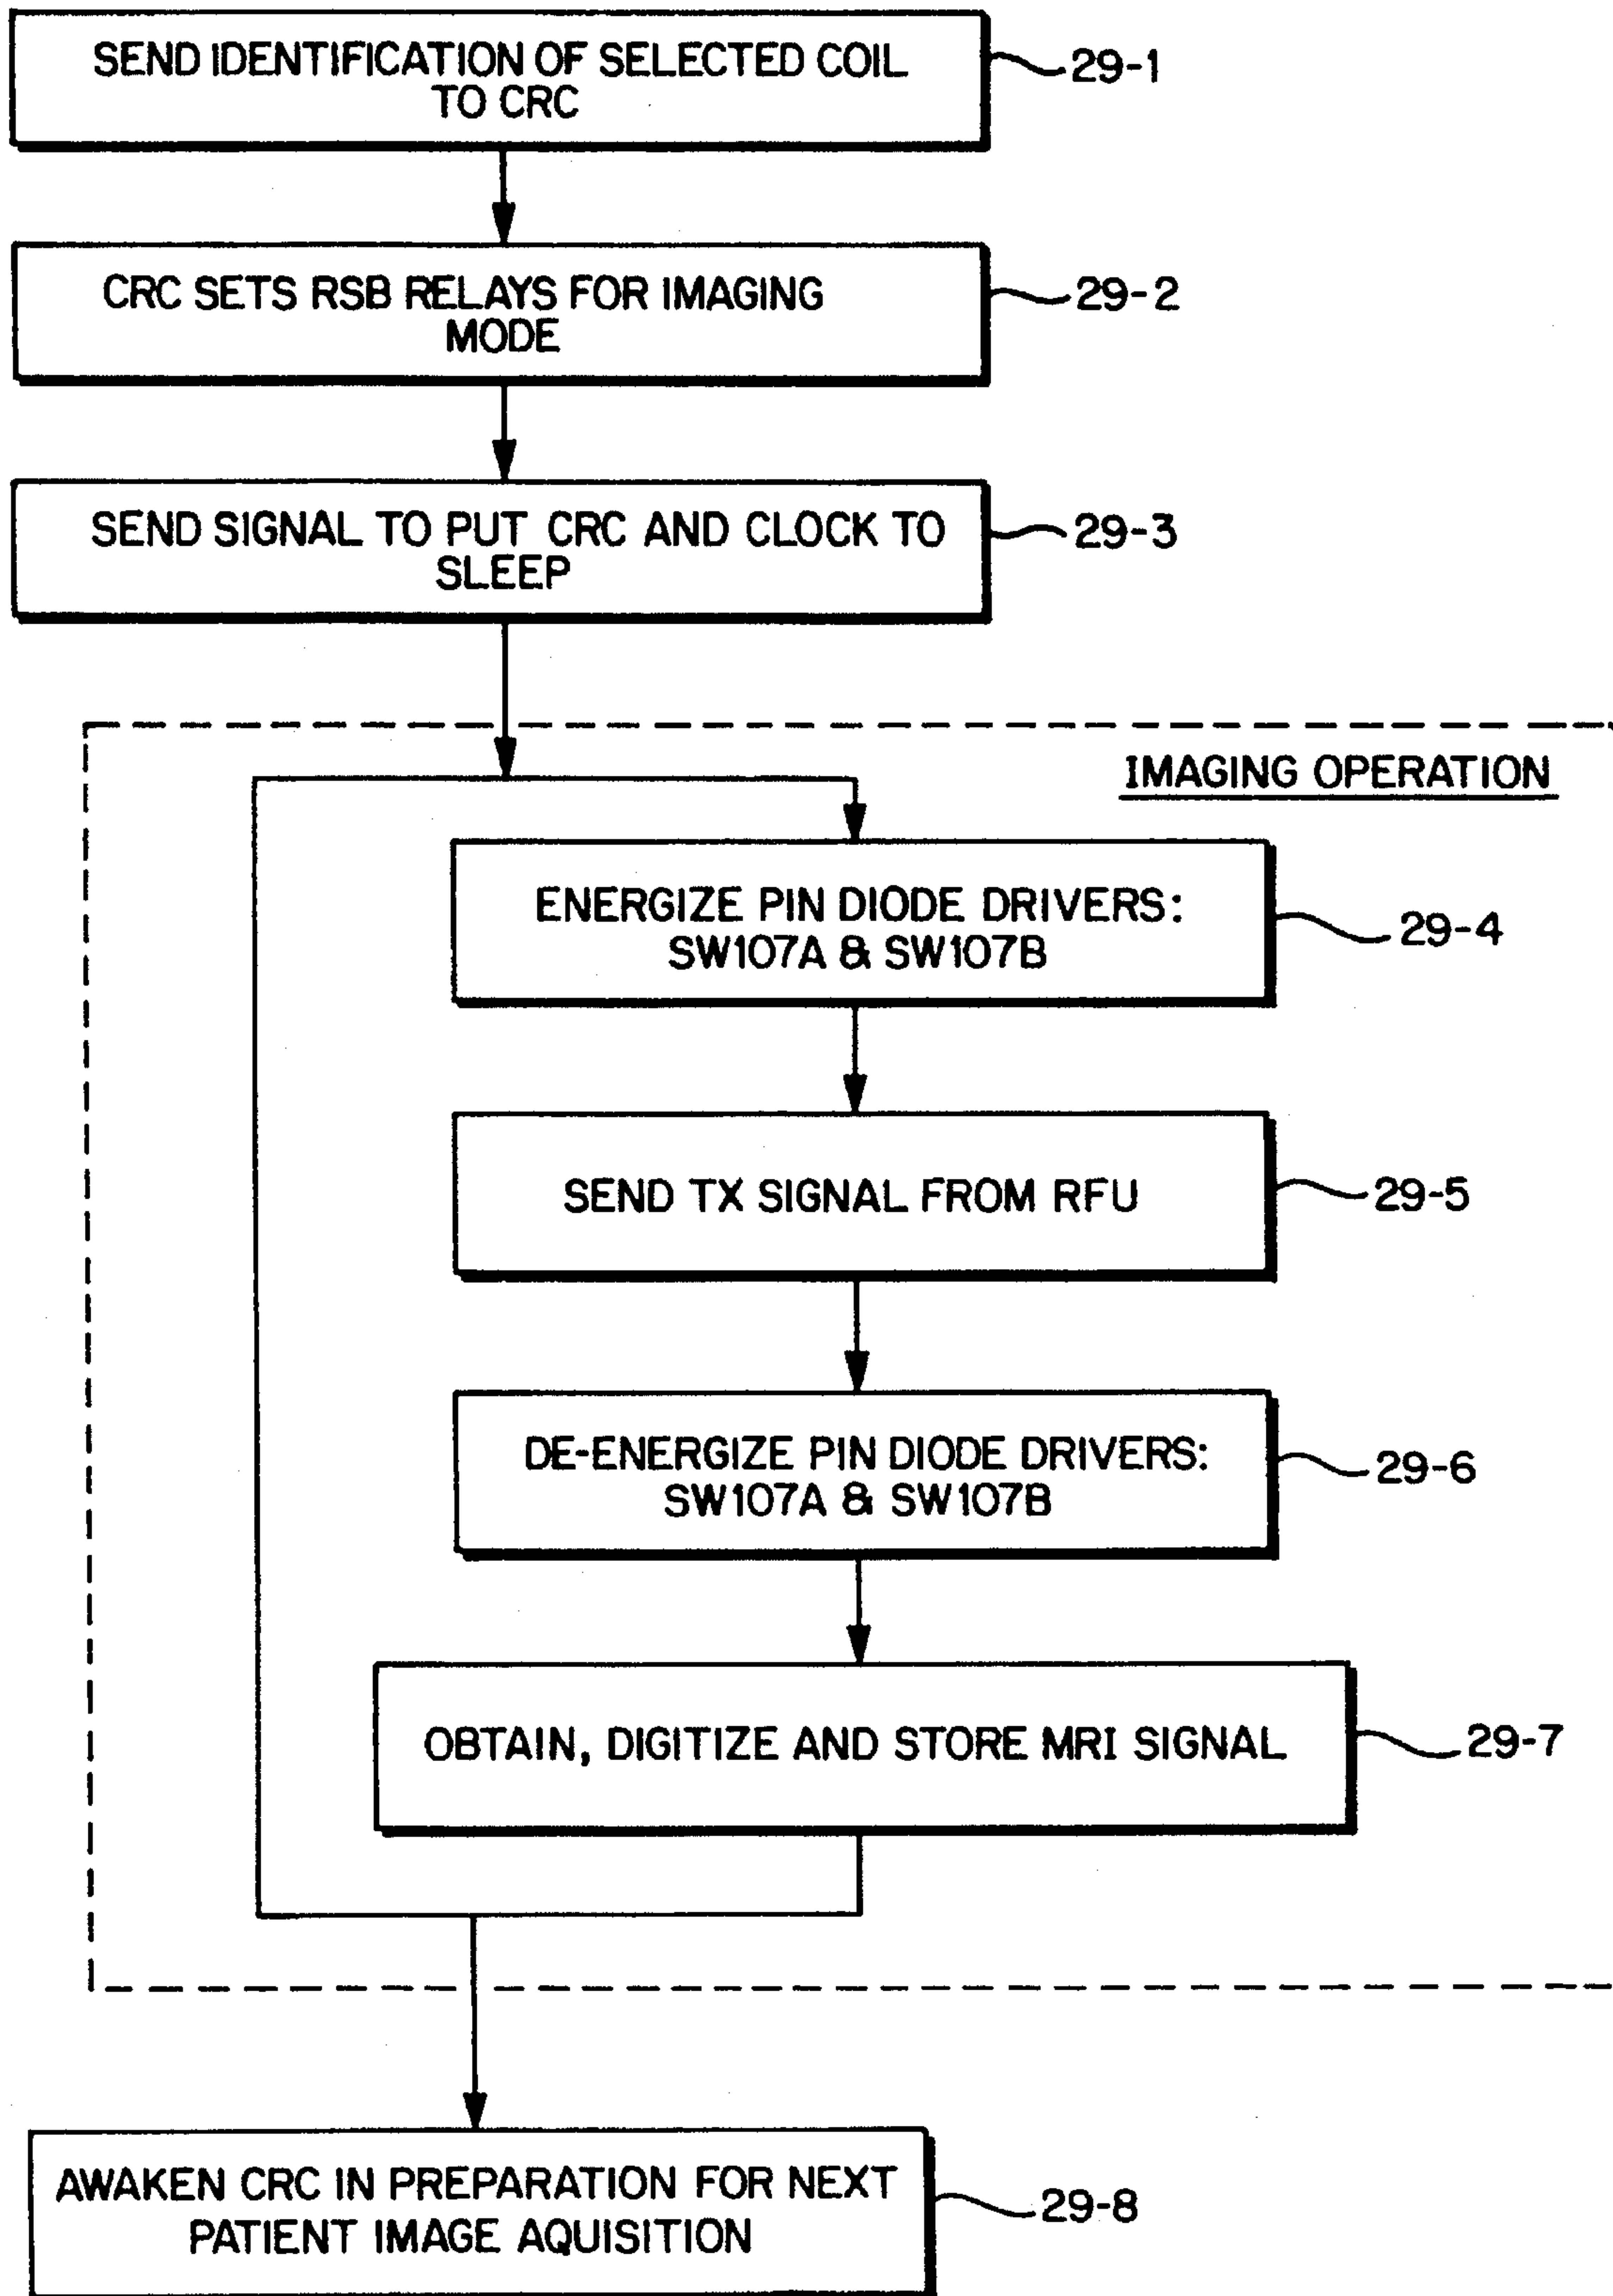 SEND IDENTIFICATION OF SELECTED COIL
TO CRC
29-1
CRC SETS RSB RELAYS FOR IMAGING
MODE
29-2
SEND SIGNAL TO PUT CRC AND CLOCK TO
SLEEP
29-3
IMAGING OPERATION
ENERGIZE PIN DIODE DRIVERS:
SW107A & SW107B
29-4
SEND TX SIGNAL FROM RFU
29-5
DE-ENERGIZE PIN DIODE DRIVERS:
SW107A & SW107B
29-6
OBTAIN, DIGITIZE AND STORE MRI SIGNAL
29-7
AWAKEN CRC IN PREPARATION FOR NEXT
PATIENT IMAGE AQUISITION
29-8